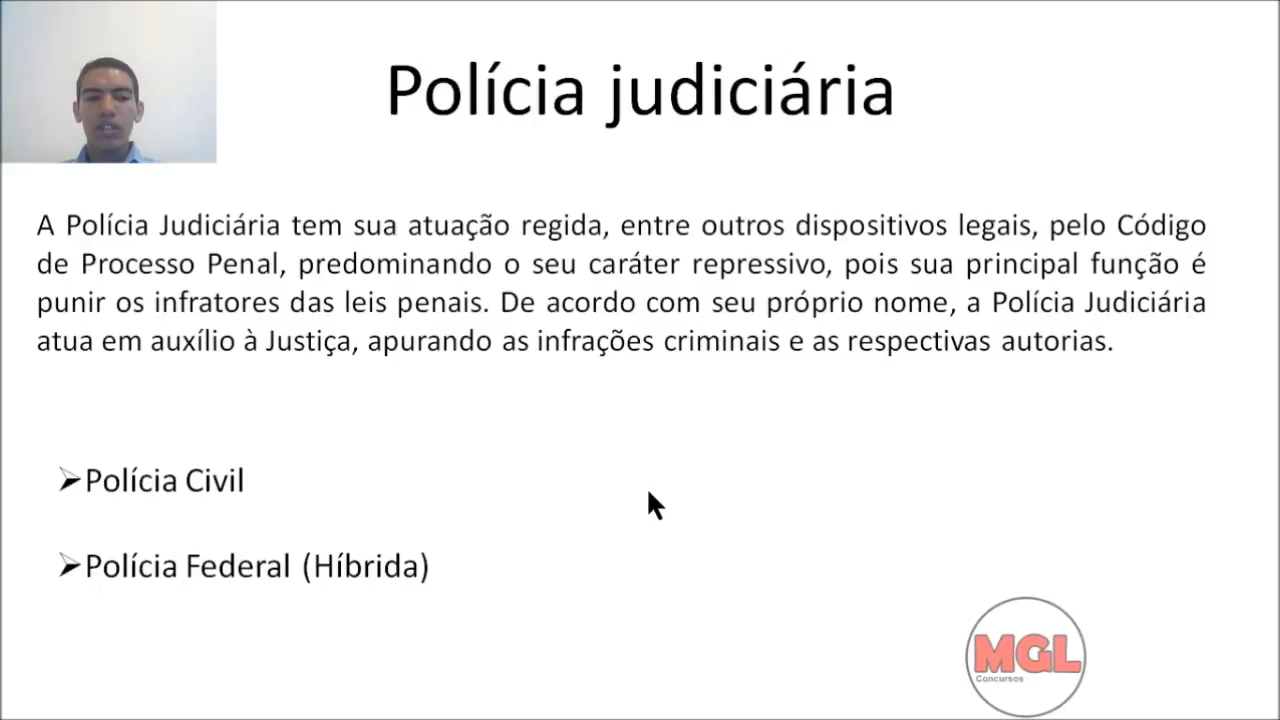 Polícia judiciária
A Polícia Judiciária tem sua atuação regida, entre outros dispositivos legais, pelo Código
de Processo Penal, predominando o seu caráter repressivo, pois sua principal função é
punir os infratores das leis penais. De acordo com seu próprio nome, a Polícia Judiciária
atua em auxílio à Justiça, apurando as infrações criminais e as respectivas autorias.
Polícia Civil
Polícia Federal (Híbrida)
MGL
Concursos